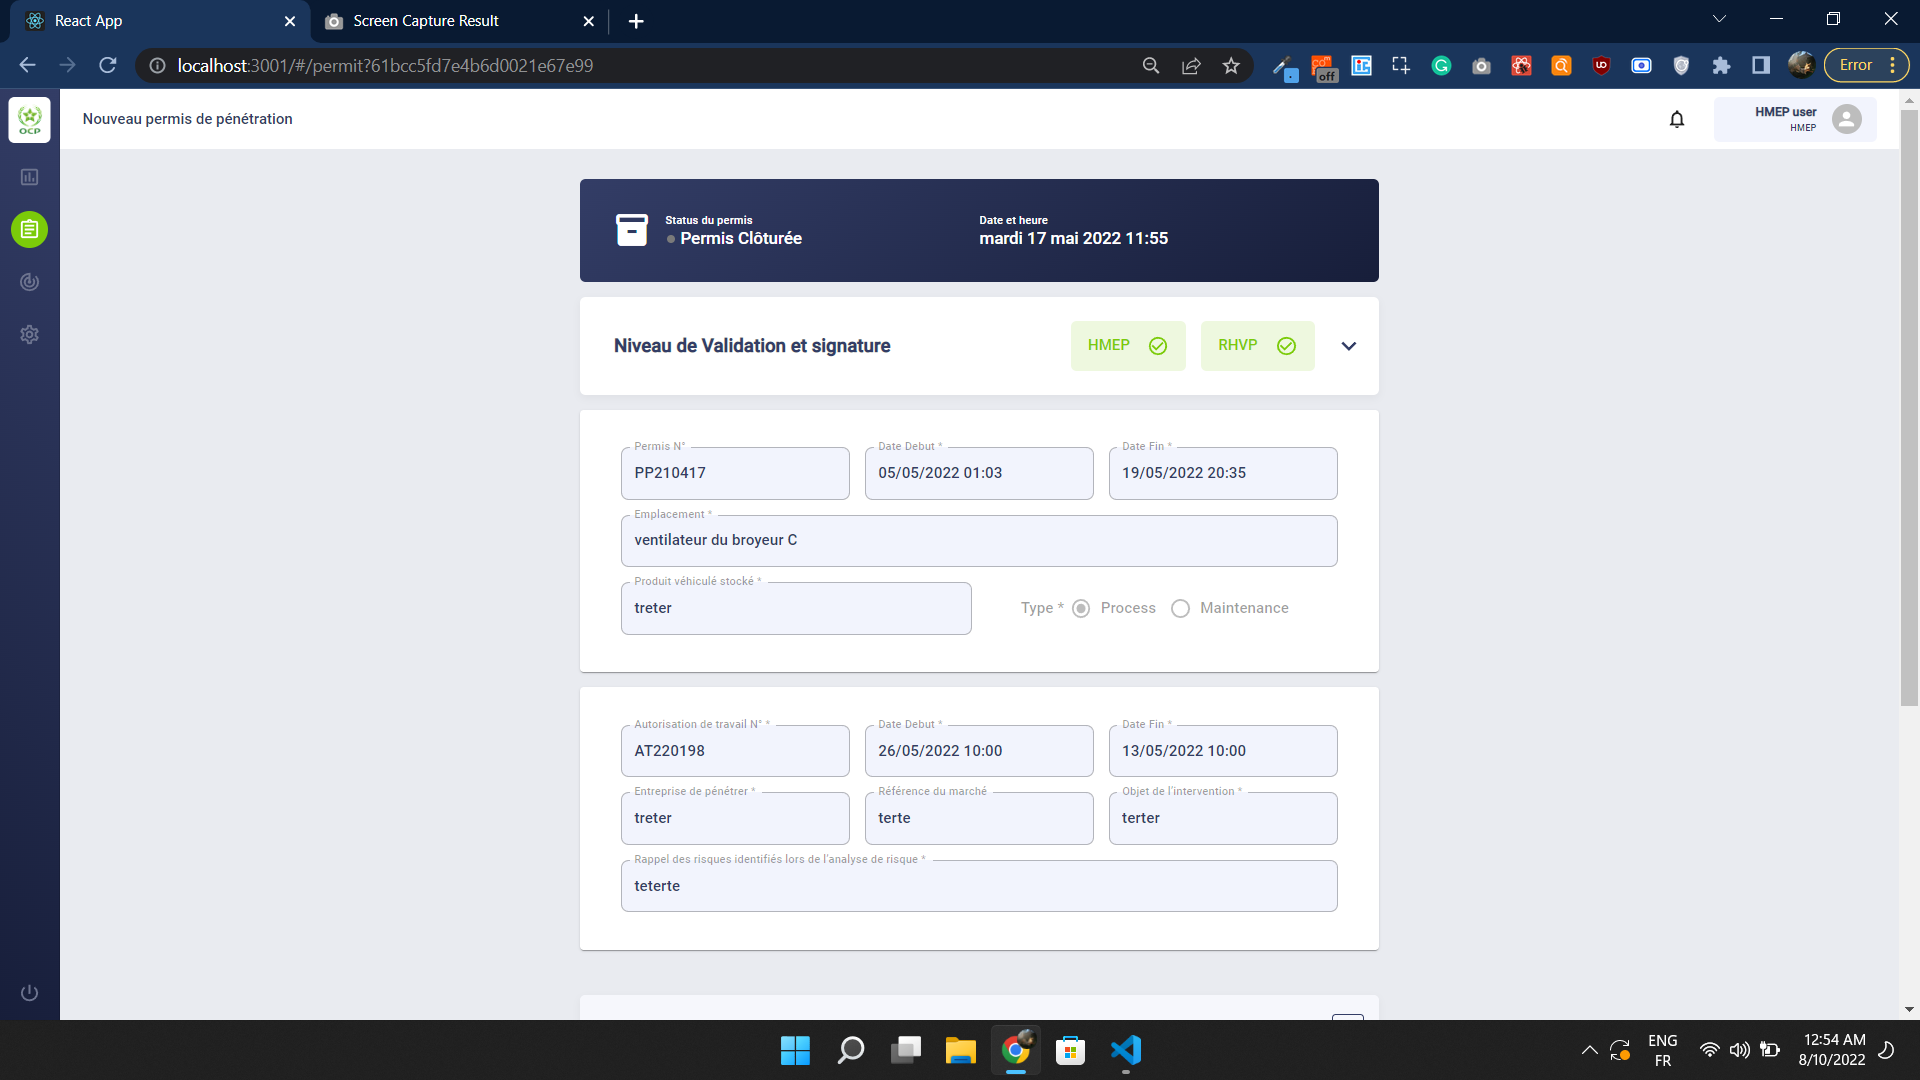 React App
Screen Capture Result
localhost:3001/#/permit?61bcc5fd7e4b6d0021e67e99
off
Error
OCP
Nouveau permis de pénétration
HMEP user
HMEP
Status du permis
Permis Clôturée
Date et heure
mardi 17 mai 2022 11:55
Niveau de Validation et signature
HMEP
RHVP
Permis N°
PP210417
Date Debut *
05/05/2022 01:03
Date Fin *
19/05/2022 20:35
Emplacement *
ventilateur du broyeur C
Produit véhiculé stocké *
treter
Type * Process Maintenance
Autorisation de travail N° *
AT220198
Date Debut *
26/05/2022 10:00
Date Fin *
13/05/2022 10:00
Entreprise de pénétrer *
treter
Référence du marché
terte
Objet de l'intervention *
terter
Rappel des risques identifiés lors de l'analyse de risque *
teterte
ENG
FR
12:54 AM
8/10/2022